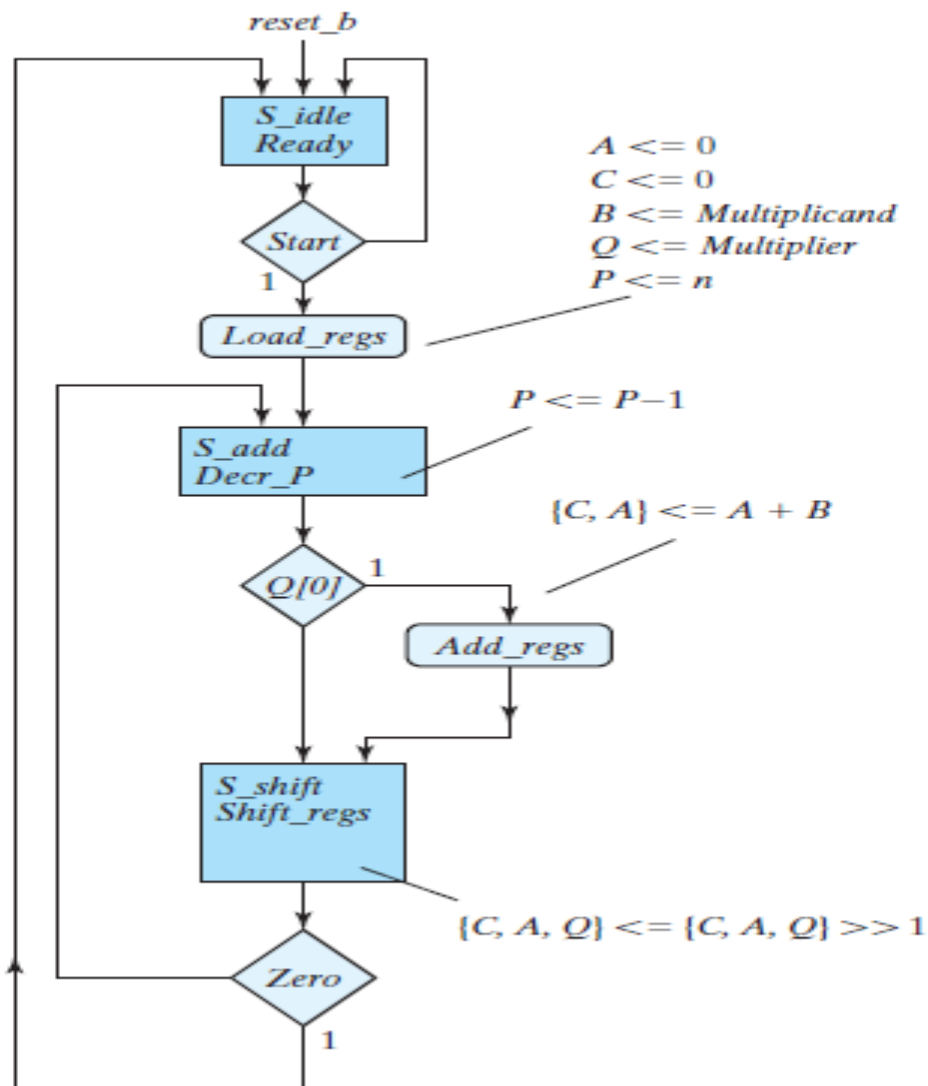 reset_b
S_idle
Ready
Start
1
Load_regs
A <= 0
C <= 0
B <= Multiplicand
Q <= Multiplier
P <= n
P <= P−1
S_add
Decr_P
{C, A} <= A + B
Q[0]
1
Add_regs
S_shift
Shift_regs
{C, A, Q} <= {C, A, Q} >> 1
Zero
1